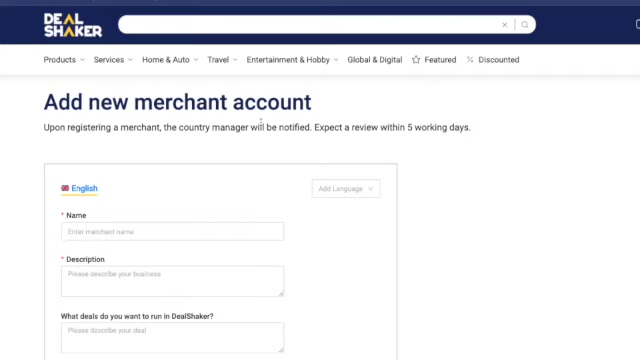 DEAL
SHAKER
Products Services Home & Auto Travel Entertainment & Hobby Global & Digital Featured Discounted
Add new merchant account
Upon registering a merchant, the country manager will be notified. Expect a review within 5 working days.
English Add Language
* Name
Enter merchant name
* Description
Please describe your business
What deals do you want to run in DealShaker?
Please describe your deal